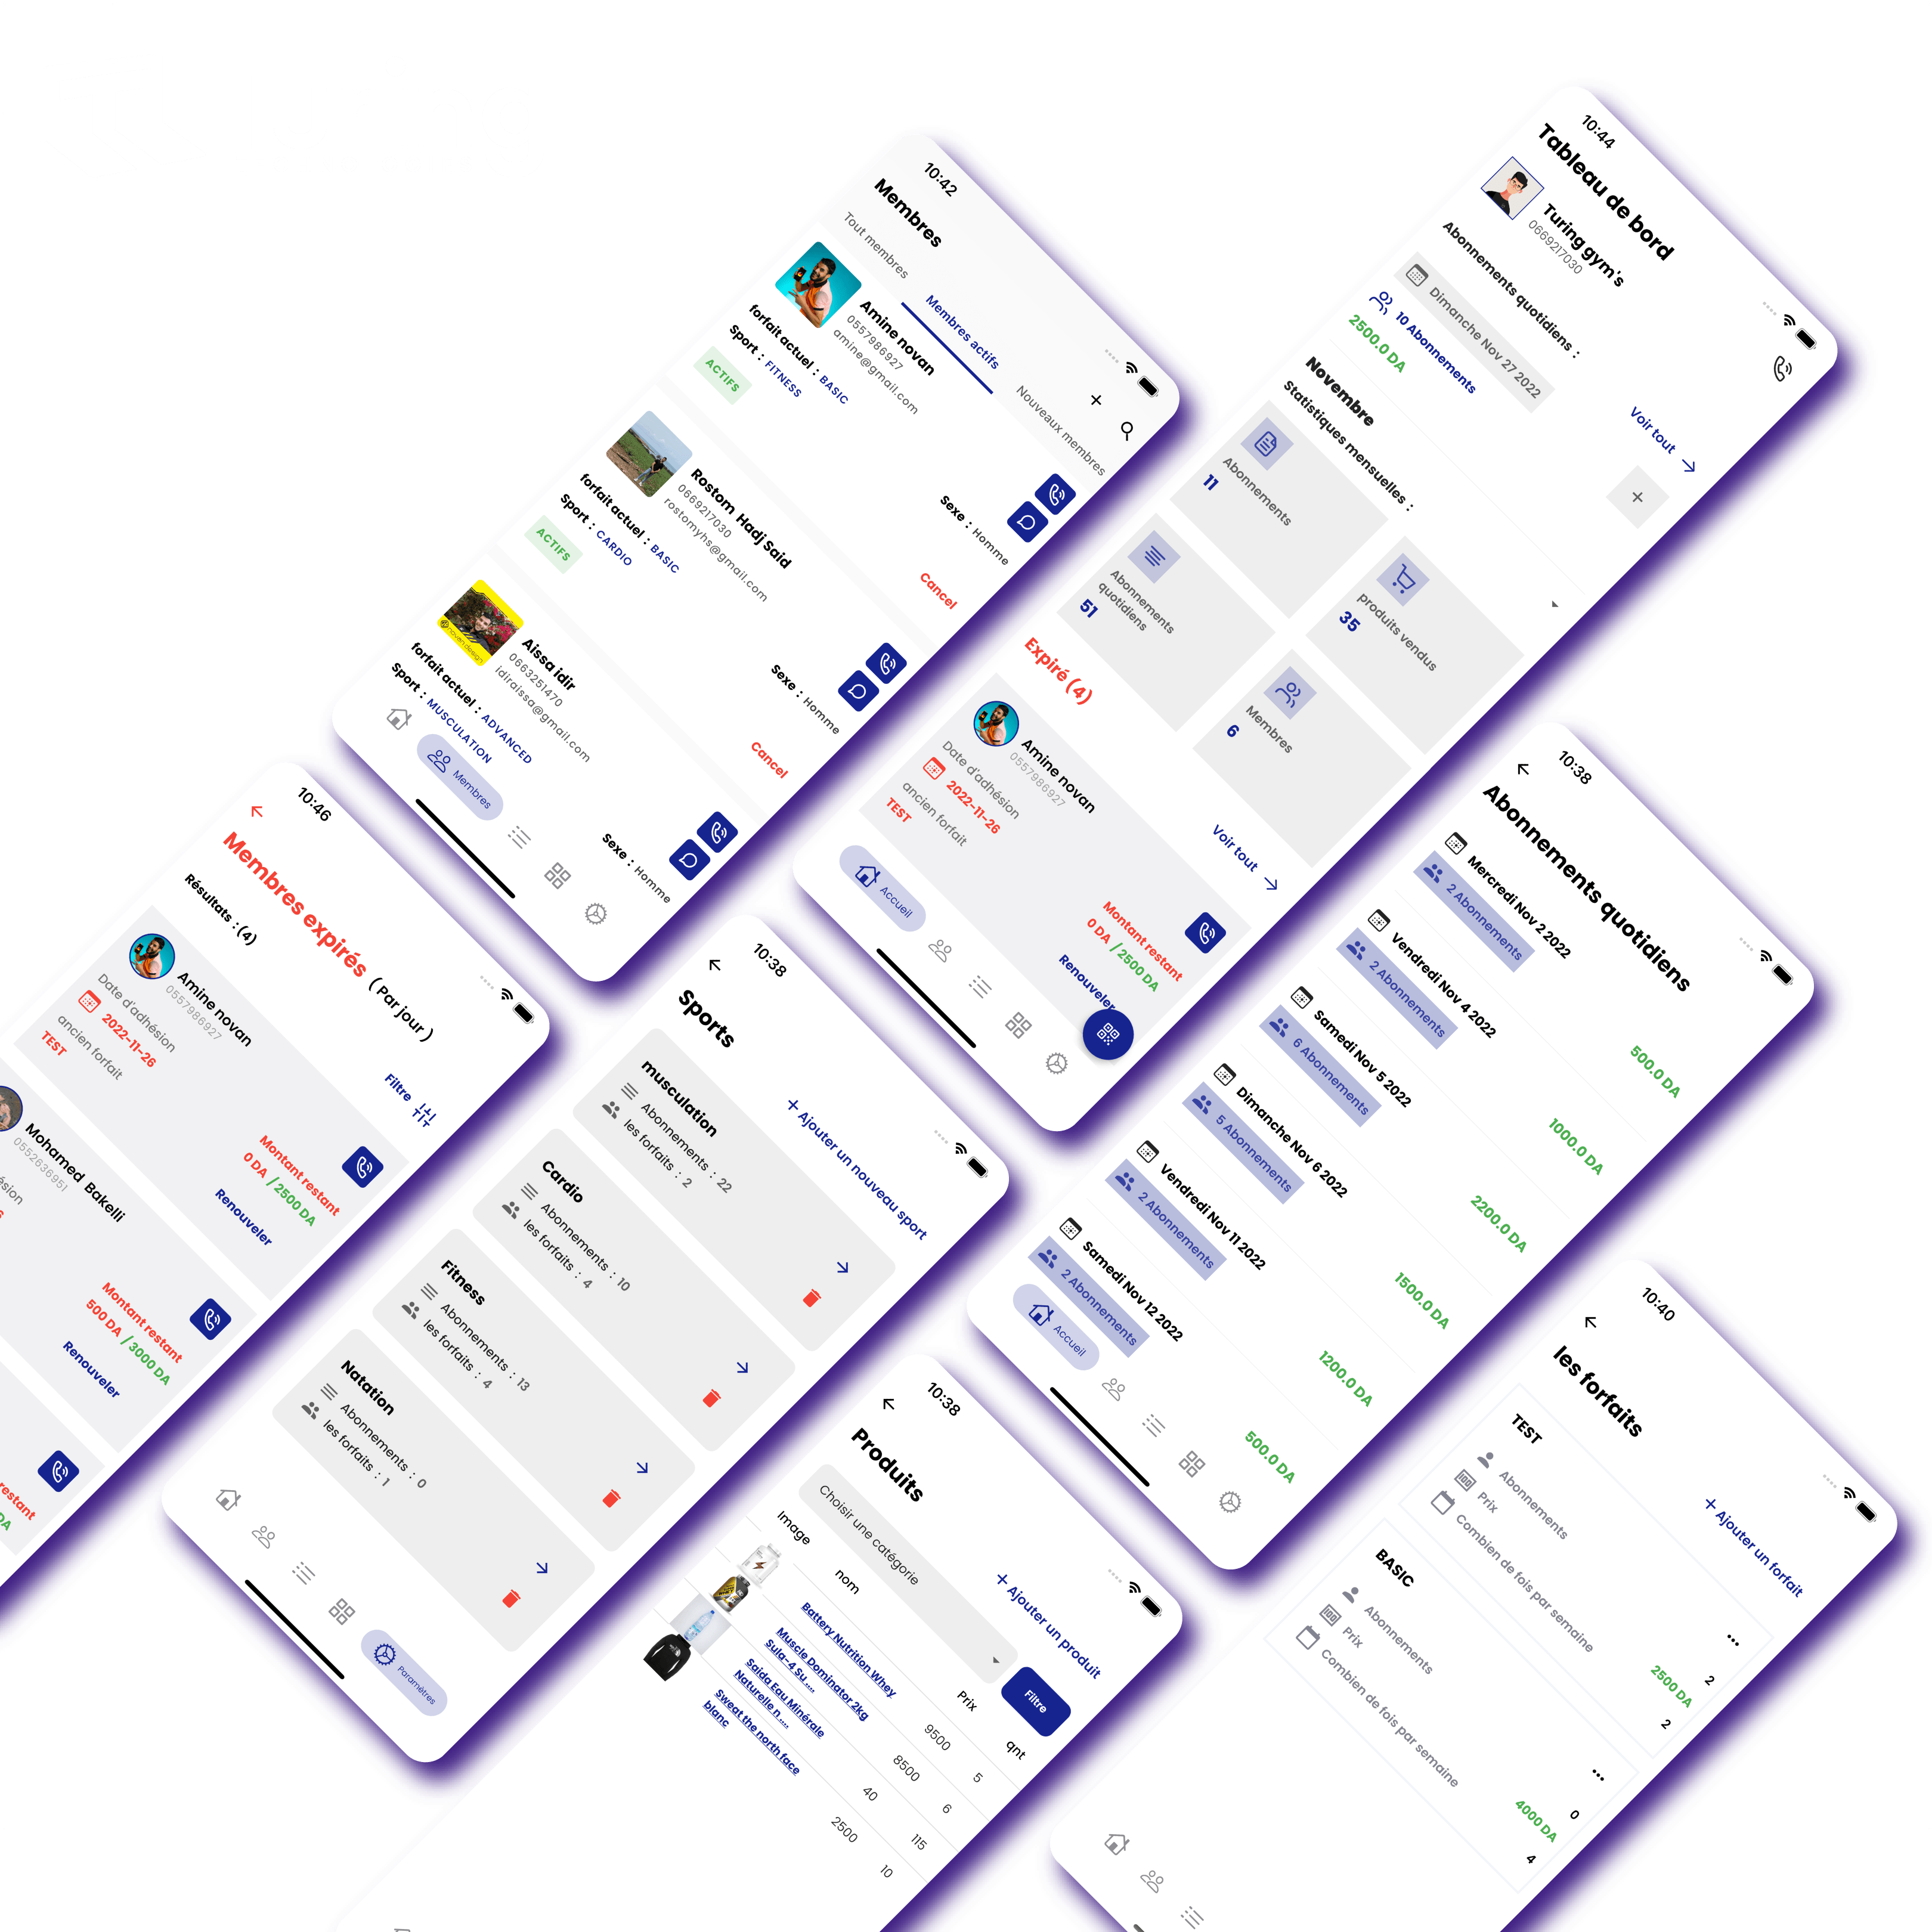 10:42
Membres
Tout membres
Membres actifs
Nouveaux membres
Amine novan
0557986927
amine@gmail.com
forfait actuel : BASIC
Sport : FITNESS
Sexe : Homme
ACTIFS
Cancel
Rostom Hadj Said
0669217030
rostomyhs@gmail.com
forfait actuel : BASIC
Sport : CARDIO
Sexe : Homme
ACTIFS
Cancel
Aissa idir
0663251470
idiraissa@gmail.com
forfait actuel : ADVANCED
Sport : MUSCULATION
Sexe : Homme
Membres
10:44
Tableau de bord
Turing gym's
0669217030
Abonnements quotidiens :
Voir tout
Dimanche Nov 27 2022
10 Abonnements
2500.0 DA
Novembre
Statistiques mensuelles :
Abonnements
11
produits vendus
35
Abonnements
quotidiens
51
Membres
6
Expiré (4)
Voir tout
Amine novan
0557986927
Date d'adhésion
2022-11-26
ancien forfait
TEST
Montant restant
0 DA / 2500 DA
Renouveler
Accueil
10:46
Membres expirés ( Par jour )
Résultats : (4)
Filtre
Amine novan
0557986927
Date d'adhésion
2022-11-26
ancien forfait
TEST
Montant restant
0 DA / 2500 DA
Renouveler
Mohamed Bakelli
0552636951
Montant restant
500 DA / 3000 DA
Renouveler
DA
10:38
Sports
+ Ajouter un nouveau sport
musculation
Abonnements : 22
les forfaits : 2
Cardio
Abonnements : 10
les forfaits : 4
Fitness
Abonnements : 13
les forfaits : 4
Natation
Abonnements : 0
les forfaits : 1
Paramètres
10:38
Abonnements quotidiens
Mercredi Nov 2 2022
2 Abonnements
500.0 DA
Vendredi Nov 4 2022
2 Abonnements
1000.0 DA
Samedi Nov 5 2022
6 Abonnements
2200.0 DA
Dimanche Nov 6 2022
5 Abonnements
1500.0 DA
Vendredi Nov 11 2022
2 Abonnements
1200.0 DA
Samedi Nov 12 2022
2 Abonnements
500.0 DA
Accueil
10:38
Produits
+ Ajouter un produit
Choisir une catégorie
Filtre
Image nom Prix qnt
Battery Nutrition Whey 9500 5
Muscle Dominator 2kg
Sula-4 Su .... 8500 6
Saida Eau Minérale
Naturelle n .... 40 115
Sweat the north face
blanc 2500 10
10:40
les forfaits
+ Ajouter un forfait
TEST
Abonnements 2
Prix 2500 DA
Combien de fois par semaine 2
BASIC
Abonnements 0
Prix 4000 DA
Combien de fois par semaine 4